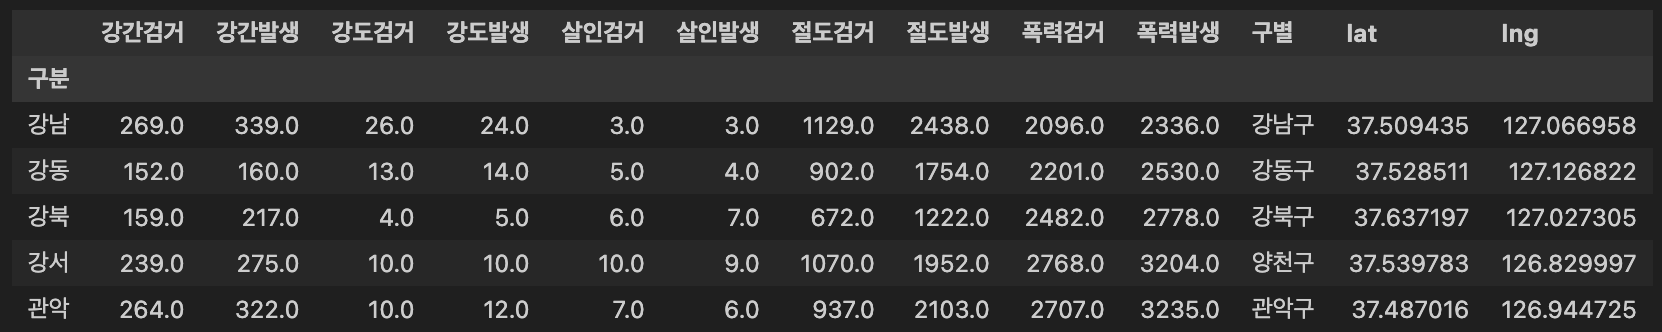 강간검거 강간발생 강도검거 강도발생 살인검거 살인발생 절도검거 절도발생 폭력검거 폭력발생 구별 lat lng
구분
강남 269.0 339.0 26.0 24.0 3.0 3.0 1129.0 2438.0 2096.0 2336.0 강남구 37.509435 127.066958
강동 152.0 160.0 13.0 14.0 5.0 4.0 902.0 1754.0 2201.0 2530.0 강동구 37.528511 127.126822
강북 159.0 217.0 4.0 5.0 6.0 7.0 672.0 1222.0 2482.0 2778.0 강북구 37.637197 127.027305
강서 239.0 275.0 10.0 10.0 10.0 9.0 1070.0 1952.0 2768.0 3204.0 양천구 37.539783 126.829997
관악 264.0 322.0 10.0 12.0 7.0 6.0 937.0 2103.0 2707.0 3235.0 관악구 37.487016 126.944725